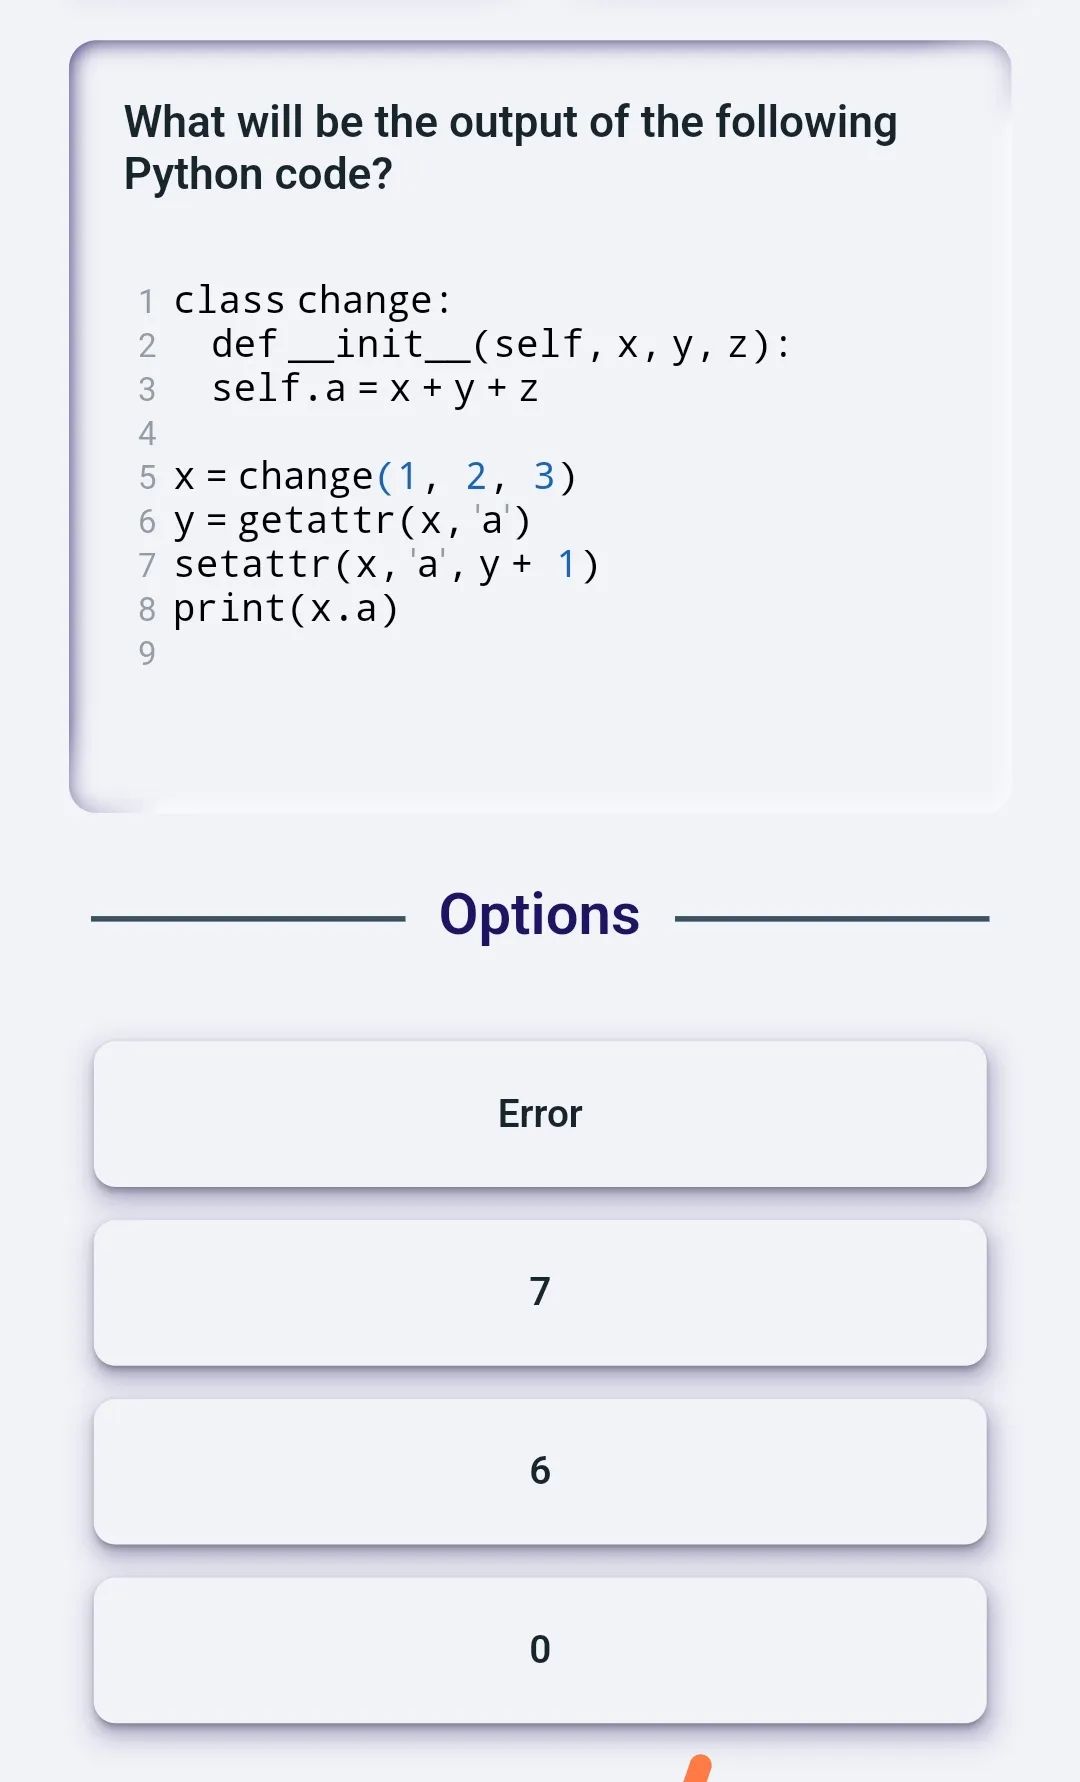 What will be the output of the following
Python code?
1 class change:
2   def __init__(self, x, y, z):
3   self.a = x + y + z
4
5 x = change(1, 2, 3)
6 y = getattr(x, 'a')
7 setattr(x, 'a', y + 1)
8 print(x.a)
9
Options
Error
7
6
0